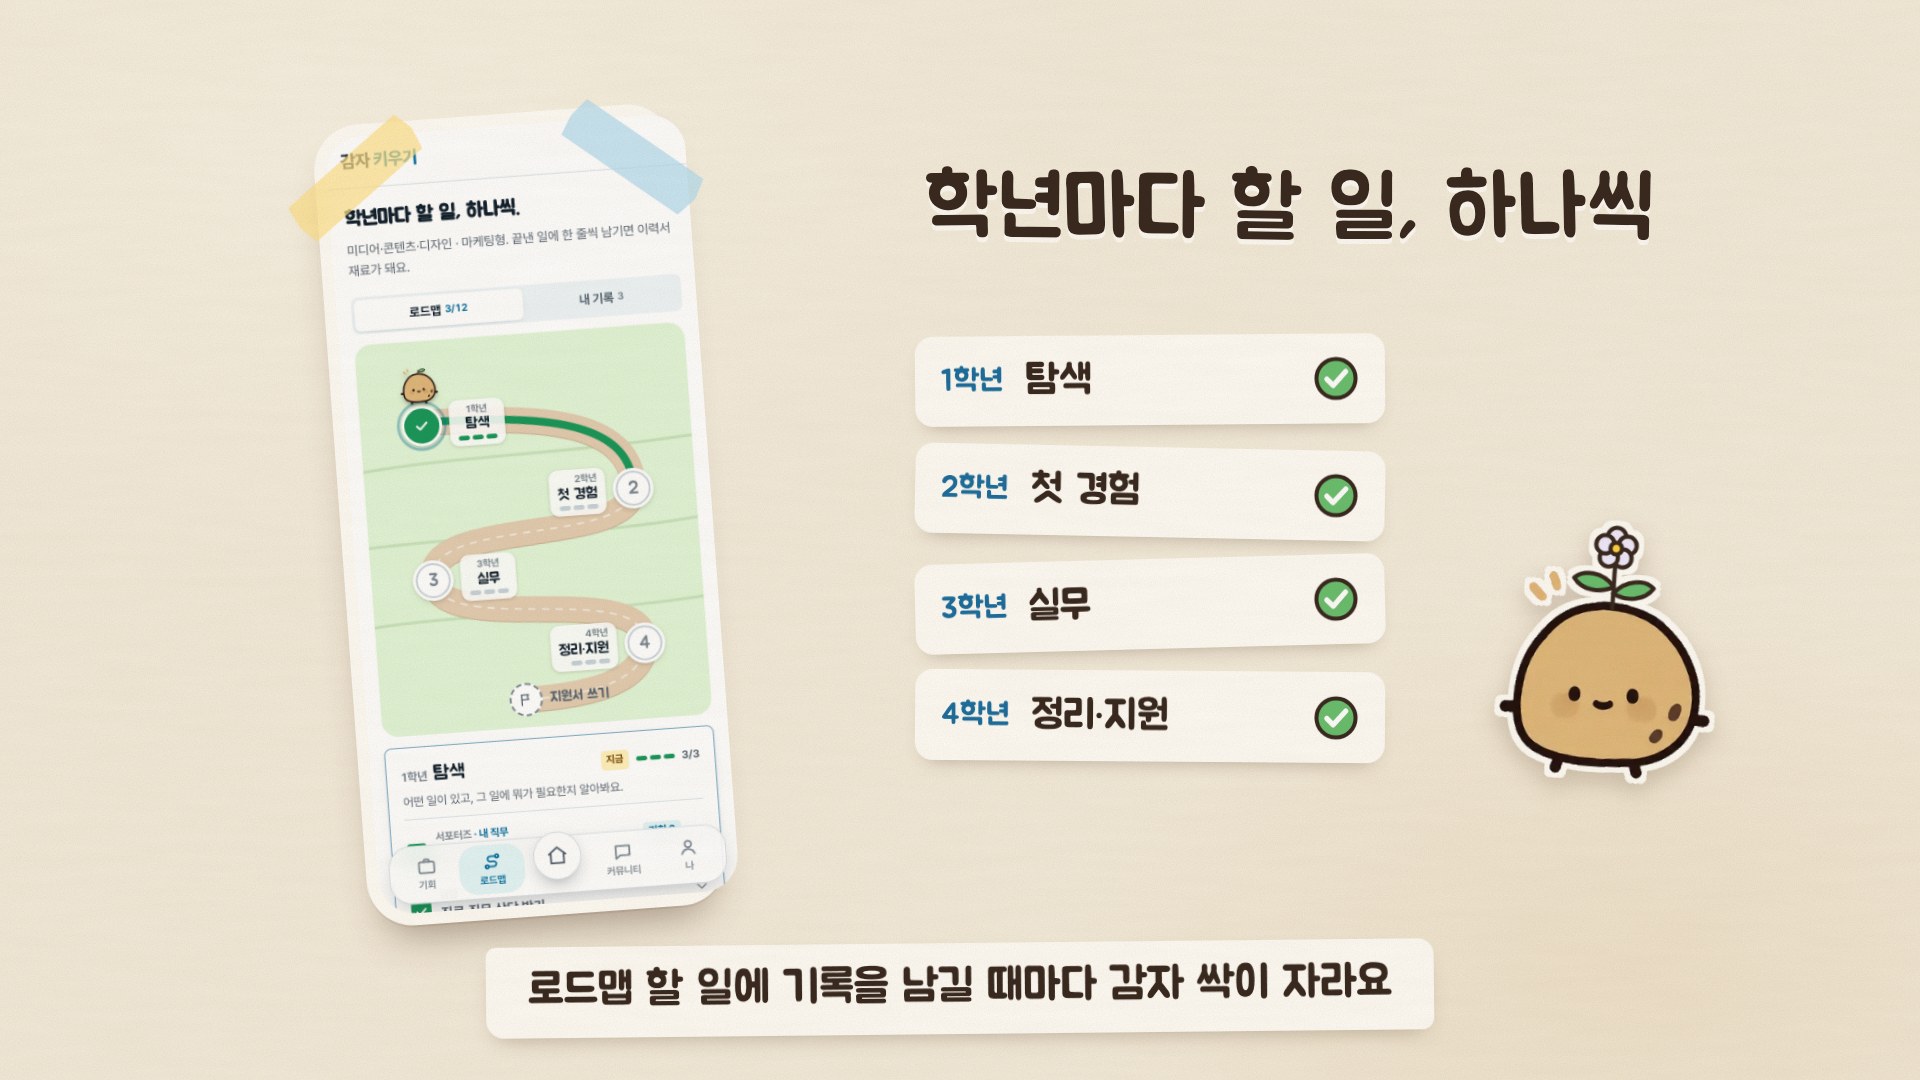 감자 키우기
학년마다 할 일, 하나씩.
미디어·콘텐츠·디자인 · 마케팅형. 끝낸 일에 한 줄씩 남기면 이력서
재료가 돼요.
로드맵 3/12
내 기록 3
1학년
탐색
2학년
첫 경험
2
3
3학년
실무
4학년
정리·지원
4
지원서 쓰기
1학년 탐색
지금
3/3
어떤 일이 있고, 그 일에 뭐가 필요한지 알아봐요.
서포터즈 · 내 직무
기회
로드맵
커뮤니티
나
학년마다 할 일, 하나씩
1학년 탐색
2학년 첫 경험
3학년 실무
4학년 정리·지원
로드맵 할 일에 기록을 남길 때마다 감자 싹이 자라요